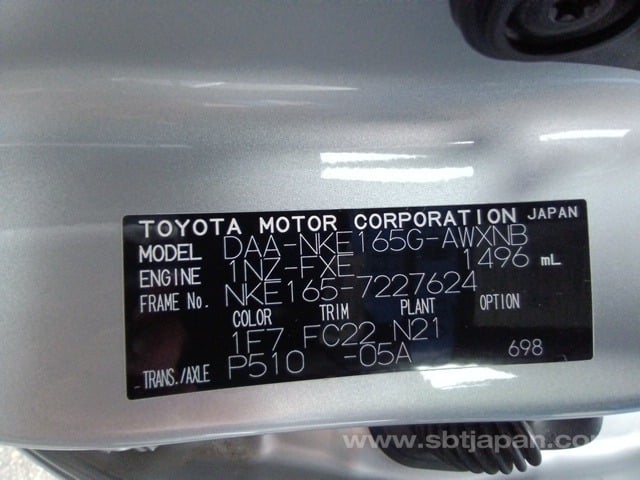 TOYOTA MOTOR CORPORATION JAPAN
MODEL DAA-NKE165G-AWXNB
ENGINE 1NZ-FXE 1496 mL
FRAME No. NKE165-7227624
COLOR TRIM PLANT OPTION
1F7 FC22 N21
TRANS./AXLE P510 -05A 698
www.sbtjapan.com